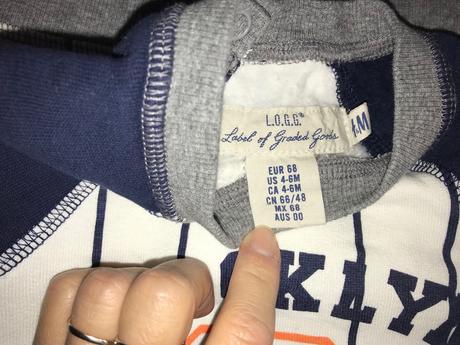 L.O.G.G.®
Label of Graded Goods
&M
EUR 68
US 4-6M
CA 4-6M
CN 66/48
MX 68
AUS 00
OKLY